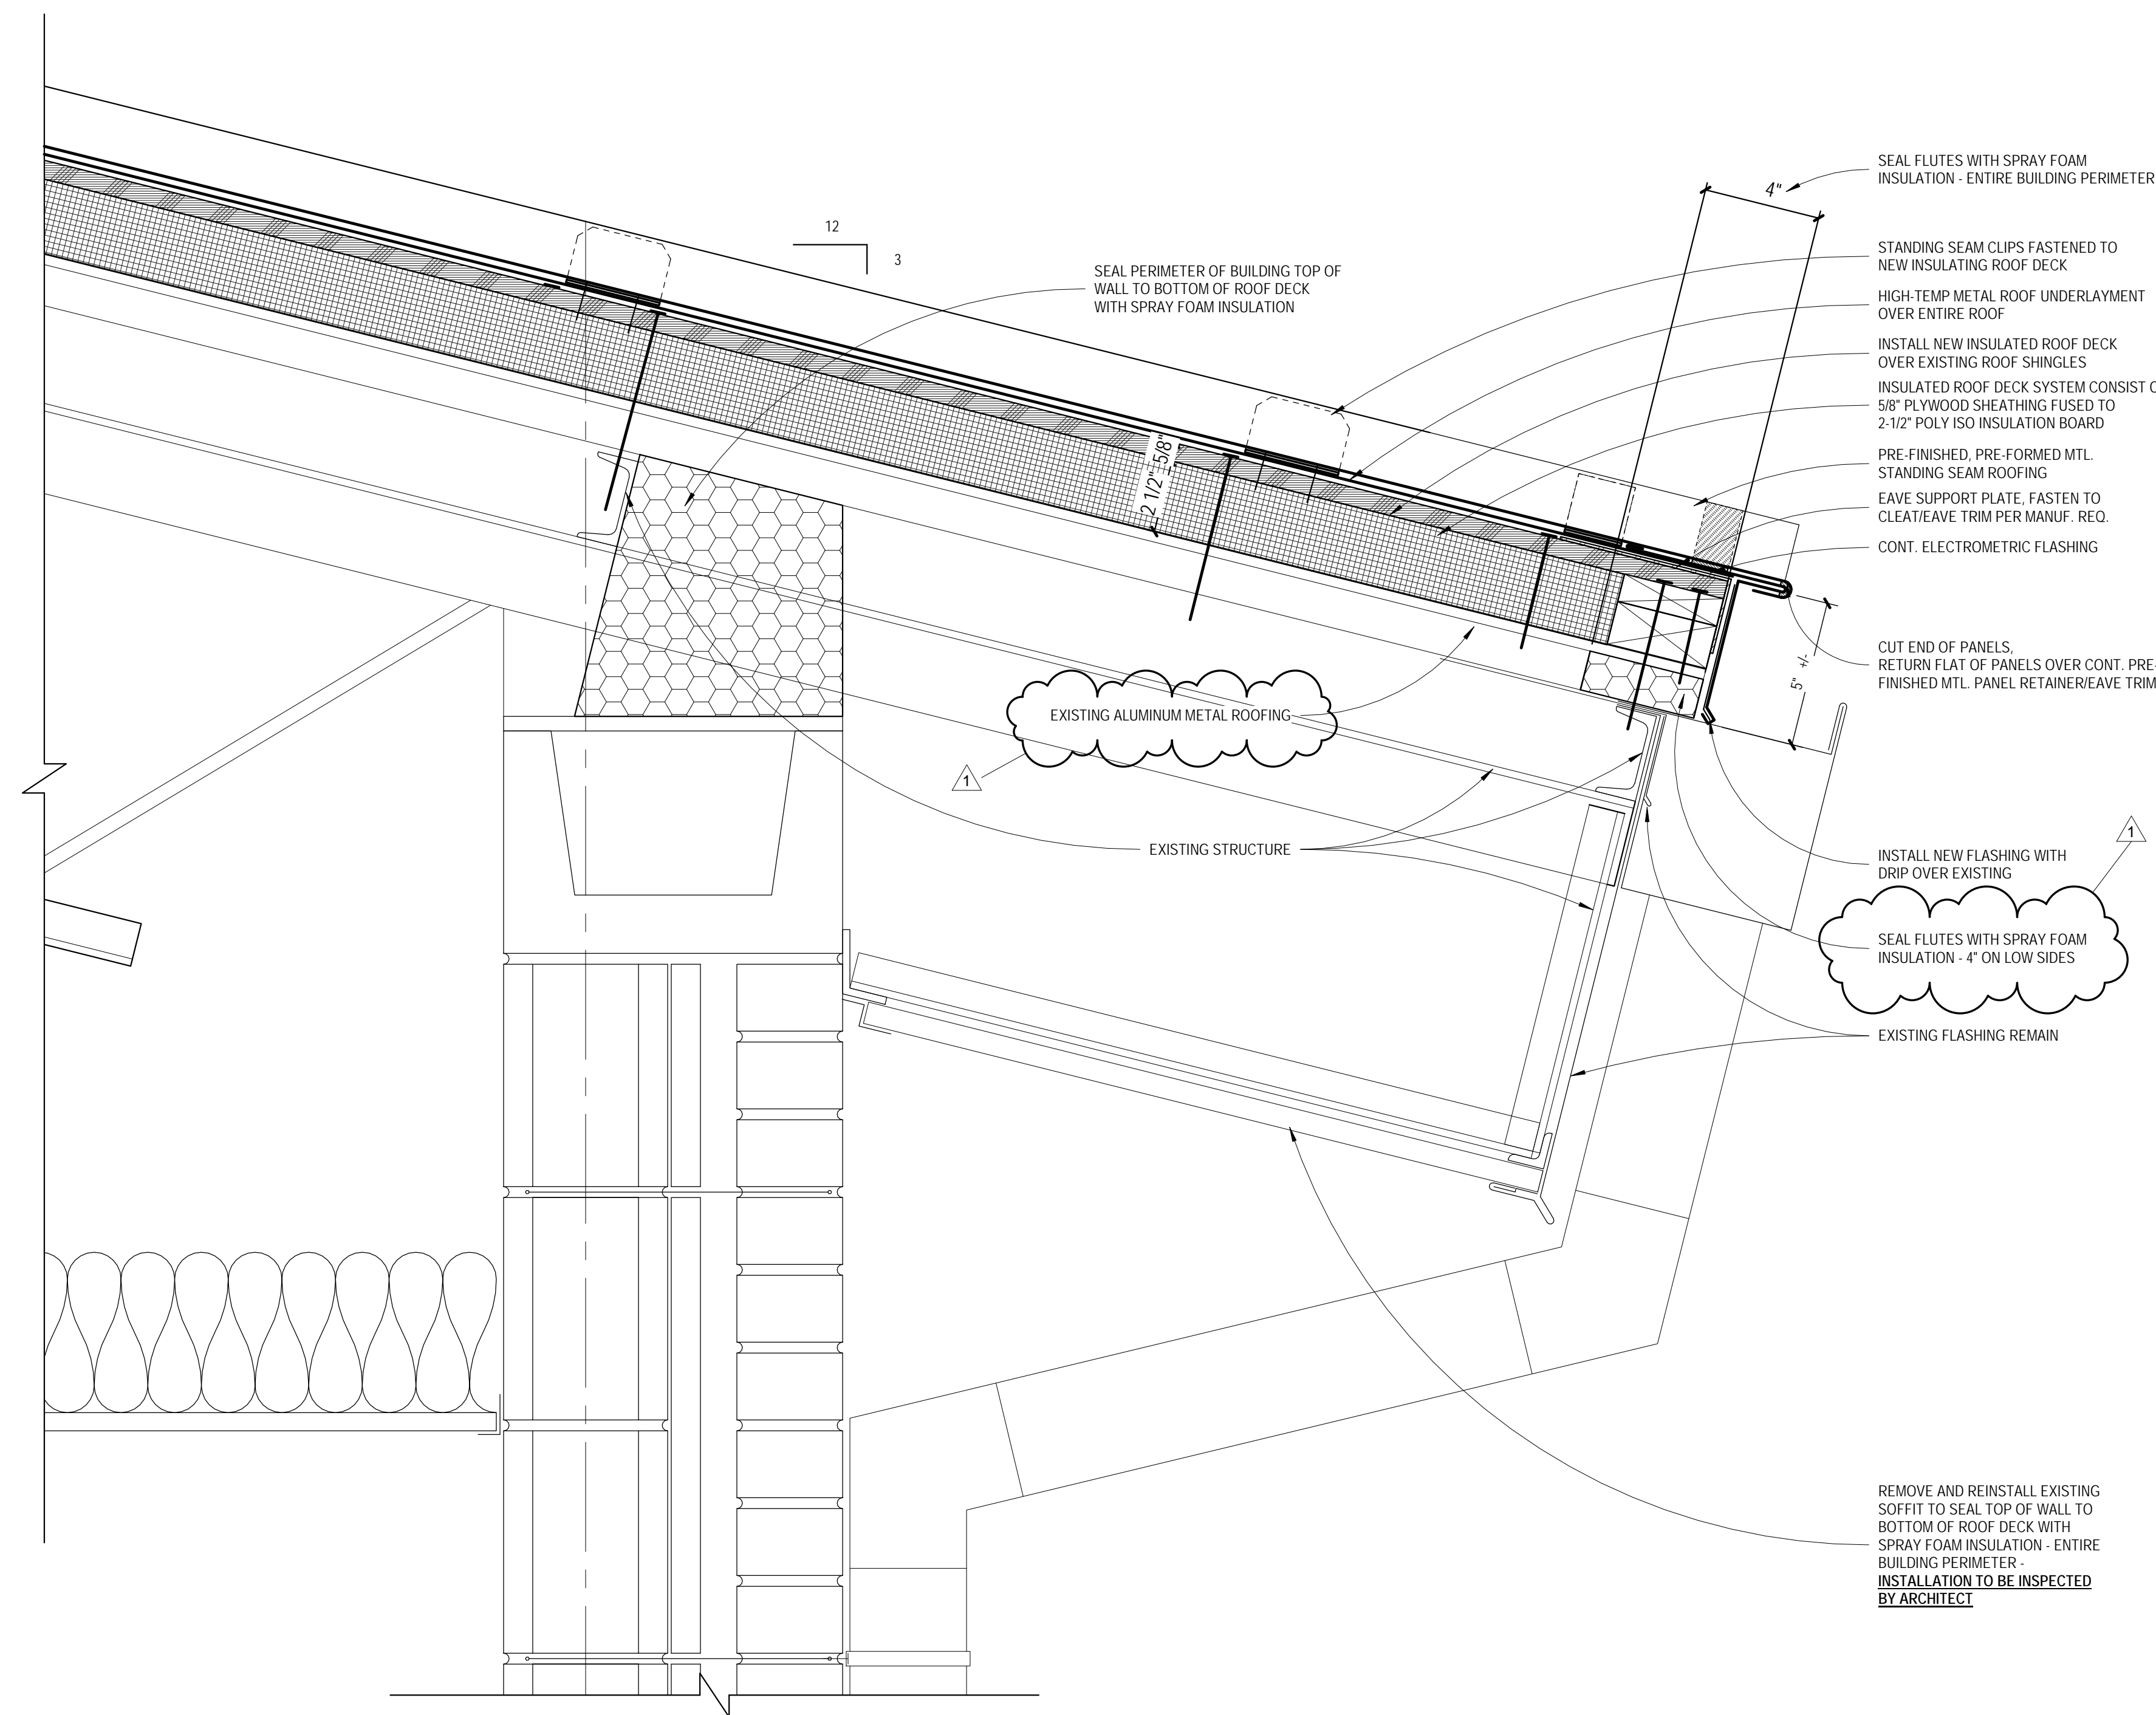 SEAL FLUTES WITH SPRAY FOAM
INSULATION - ENTIRE BUILDING PERIMETER
4"
12
3
SEAL PERIMETER OF BUILDING TOP OF
WALL TO BOTTOM OF ROOF DECK
WITH SPRAY FOAM INSULATION
STANDING SEAM CLIPS FASTENED TO
NEW INSULATING ROOF DECK
HIGH-TEMP METAL ROOF UNDERLAYMENT
OVER ENTIRE ROOF
INSTALL NEW INSULATED ROOF DECK
OVER EXISTING ROOF SHINGLES
INSULATED ROOF DECK SYSTEM CONSIST
5/8" PLYWOOD SHEATHING FUSED TO
2-1/2" POLY ISO INSULATION BOARD
PRE-FINISHED, PRE-FORMED MTL.
STANDING SEAM ROOFING
EAVE SUPPORT PLATE, FASTEN TO
CLEAT/EAVE TRIM PER MANUF. REQ.
CONT. ELECTROMETRIC FLASHING
2 1/2"
5/8"
CUT END OF PANELS,
RETURN FLAT OF PANELS OVER CONT. PRE-
FINISHED MTL. PANEL RETAINER/EAVE TRIM
5" +/-
EXISTING ALUMINUM METAL ROOFING
1
EXISTING STRUCTURE
1
INSTALL NEW FLASHING WITH
DRIP OVER EXISTING
SEAL FLUTES WITH SPRAY FOAM
INSULATION - 4" ON LOW SIDES
EXISTING FLASHING REMAIN
REMOVE AND REINSTALL EXISTING
SOFFIT TO SEAL TOP OF WALL TO
BOTTOM OF ROOF DECK WITH
SPRAY FOAM INSULATION - ENTIRE
BUILDING PERIMETER -
INSTALLATION TO BE INSPECTED
BY ARCHITECT